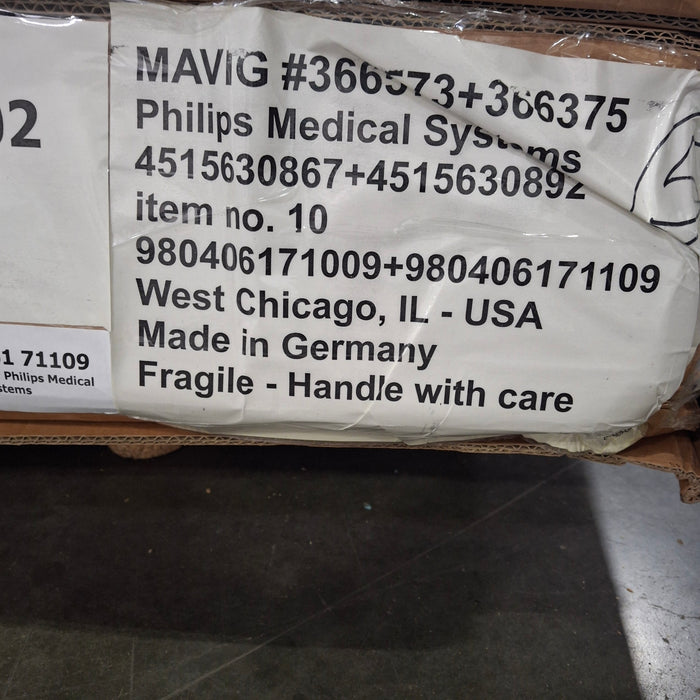 02
MAVIG #366573+366375
Philips Medical Systems
4515630867+4515630892
item no. 10
980406171009+980406171109
West Chicago, IL - USA
Made in Germany
Fragile - Handle with care
1 71109
Philips Medical
stems